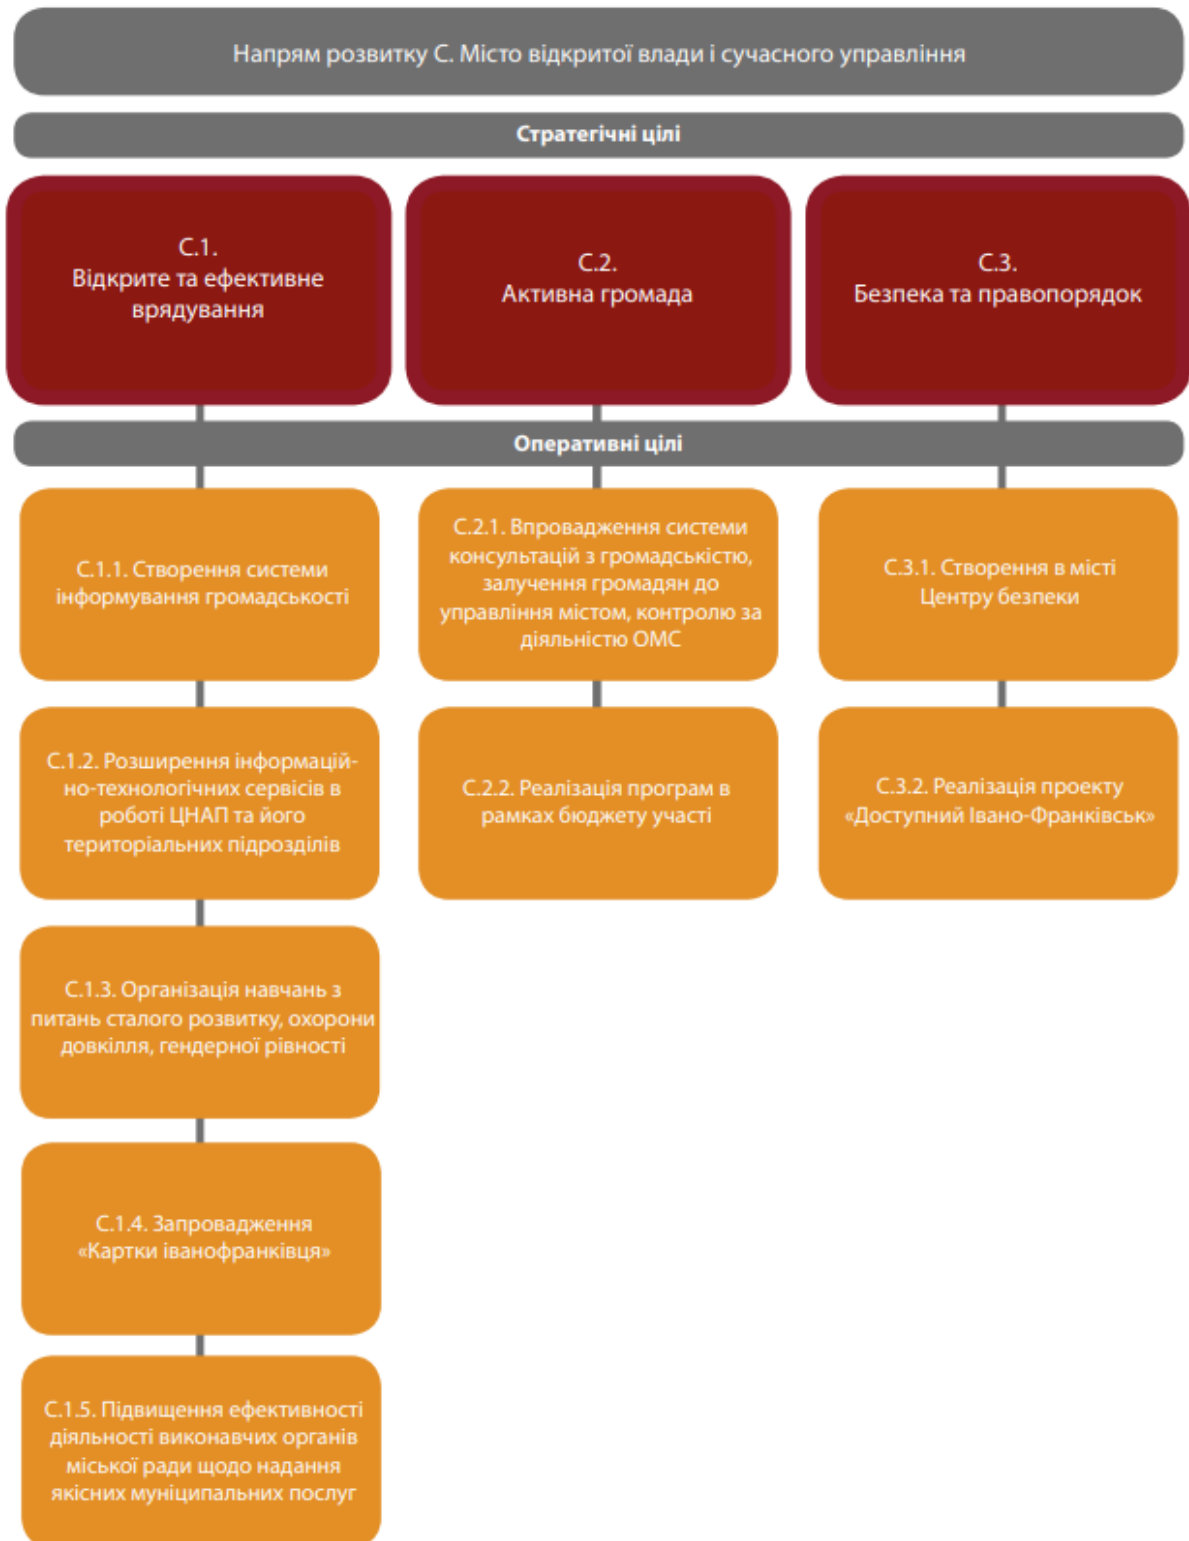 Напрям розвитку С. Місто відкритої влади і сучасного управління
Стратегічні цілі
С.1.
Відкрите та ефективне
врядування
С.2.
Активна громада
С.3.
Безпека та правопорядок
Оперативні цілі
С.1.1. Створення системи
інформування громадськості
С.1.2. Розширення інформацій-
но-технологічних сервісів в
роботі ЦНАП та його
територіальних підрозділів
С.1.3. Організація навчань з
питань сталого розвитку, охорони
довкілля, гендерної рівності
С.1.4. Запровадження
«Картки іванофранківця»
С.1.5. Підвищення ефективності
діяльності виконавчих органів
міської ради щодо надання
якісних муніципальних послуг
С.2.1. Впровадження системи
консультацій з громадськістю,
залучення громадян до
управління містом, контролю за
діяльністю ОМС
С.2.2. Реалізація програм в
рамках бюджету участі
С.3.1. Створення в місті
Центру безпеки
С.3.2. Реалізація проекту
«Доступний Івано-Франківськ»